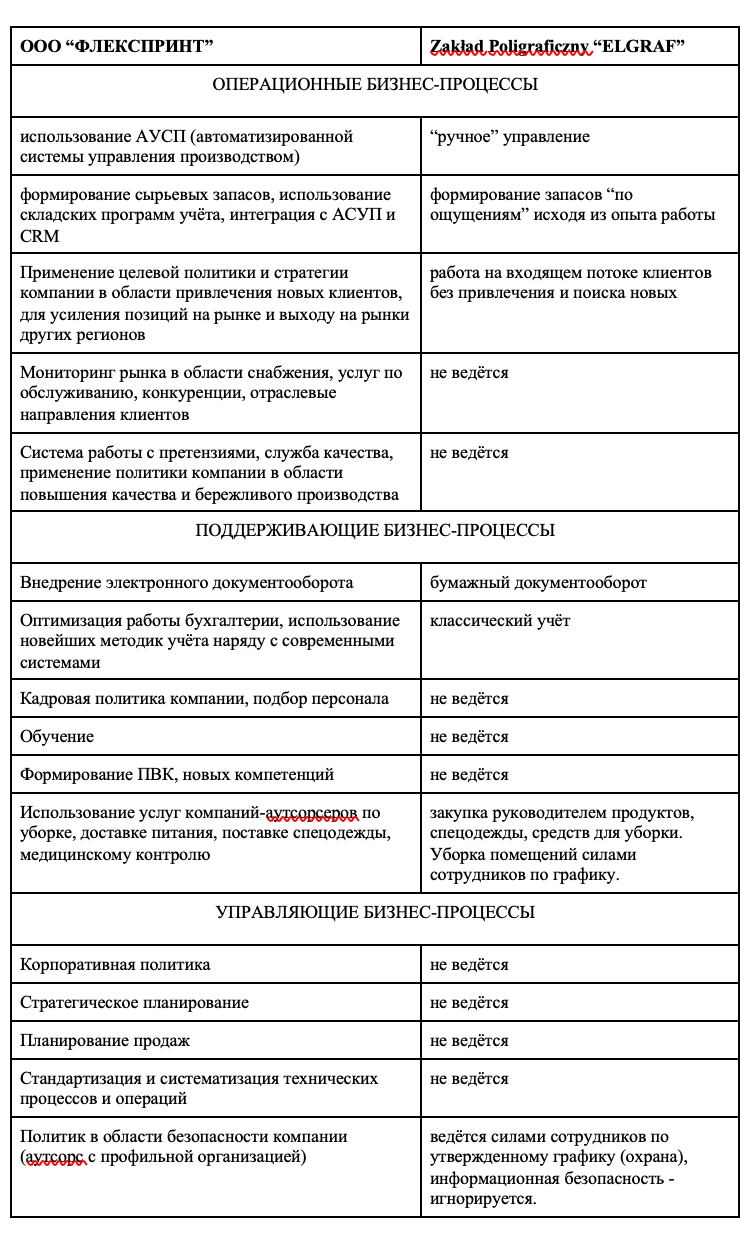 ООО “ФЛЕКСПРИНТ”
Zakład Poligraficzny “ELGRAF”
ОПЕРАЦИОННЫЕ БИЗНЕС-ПРОЦЕССЫ
использование АУСП (автоматизированной
системы управления производством)
“ручное” управление
формирование сырьевых запасов, использование
складских программ учёта, интеграция с АСУП и
CRM
формирование запасов “по
ощущениям” исходя из опыта работы
Применение целевой политики и стратегии
компании в области привлечения новых клиентов,
для усиления позиций на рынке и выходу на рынки
других регионов
работа на входящем потоке клиентов
без привлечения и поиска новых
Мониторинг рынка в области снабжения, услуг по
обслуживанию, конкуренции, отраслевые
направления клиентов
не ведётся
Система работы с претензиями, служба качества,
применение политики компании в области
повышения качества и бережливого производства
не ведётся
ПОДДЕРЖИВАЮЩИЕ БИЗНЕС-ПРОЦЕССЫ
Внедрение электронного документооборота
бумажный документооборот
Оптимизация работы бухгалтерии, использование
новейших методик учёта наряду с современными
системами
классический учёт
Кадровая политика компании, подбор персонала
не ведётся
Обучение
не ведётся
Формирование ПВК, новых компетенций
не ведётся
Использование услуг компаний-аутсорсеров по
уборке, доставке питания, поставке спецодежды,
медицинскому контролю
закупка руководителем продуктов,
спецодежды, средств для уборки.
Уборка помещений силами
сотрудников по графику.
УПРАВЛЯЮЩИЕ БИЗНЕС-ПРОЦЕССЫ
Корпоративная политика
не ведётся
Стратегическое планирование
не ведётся
Планирование продаж
не ведётся
Стандартизация и систематизация технических
процессов и операций
не ведётся
Политик в области безопасности компании
(аутсорс с профильной организацией)
ведётся силами сотрудников по
утвержденному графику (охрана),
информационная безопасность -
игнорируется.